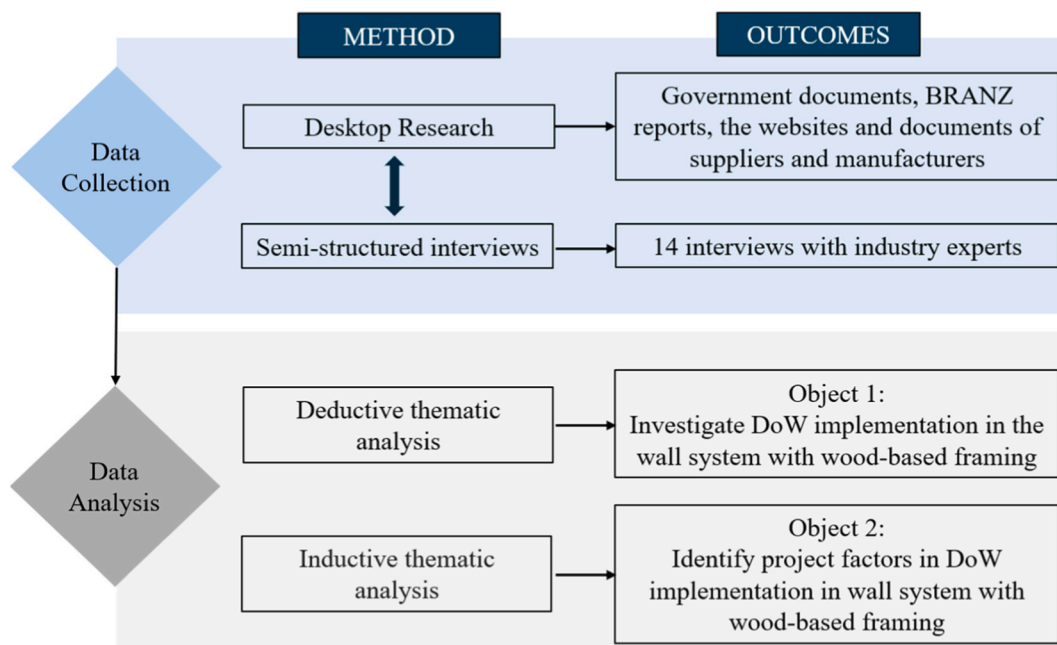 METHOD
OUTCOMES
Data
Collection
Desktop Research
Government documents, BRANZ
reports, the websites and documents of
suppliers and manufacturers
Semi-structured interviews
14 interviews with industry experts
Data
Analysis
Deductive thematic
analysis
Object 1:
Investigate DoW implementation in the
wall system with wood-based framing
Inductive thematic
analysis
Object 2:
Identify project factors in DoW
implementation in wall system with
wood-based framing